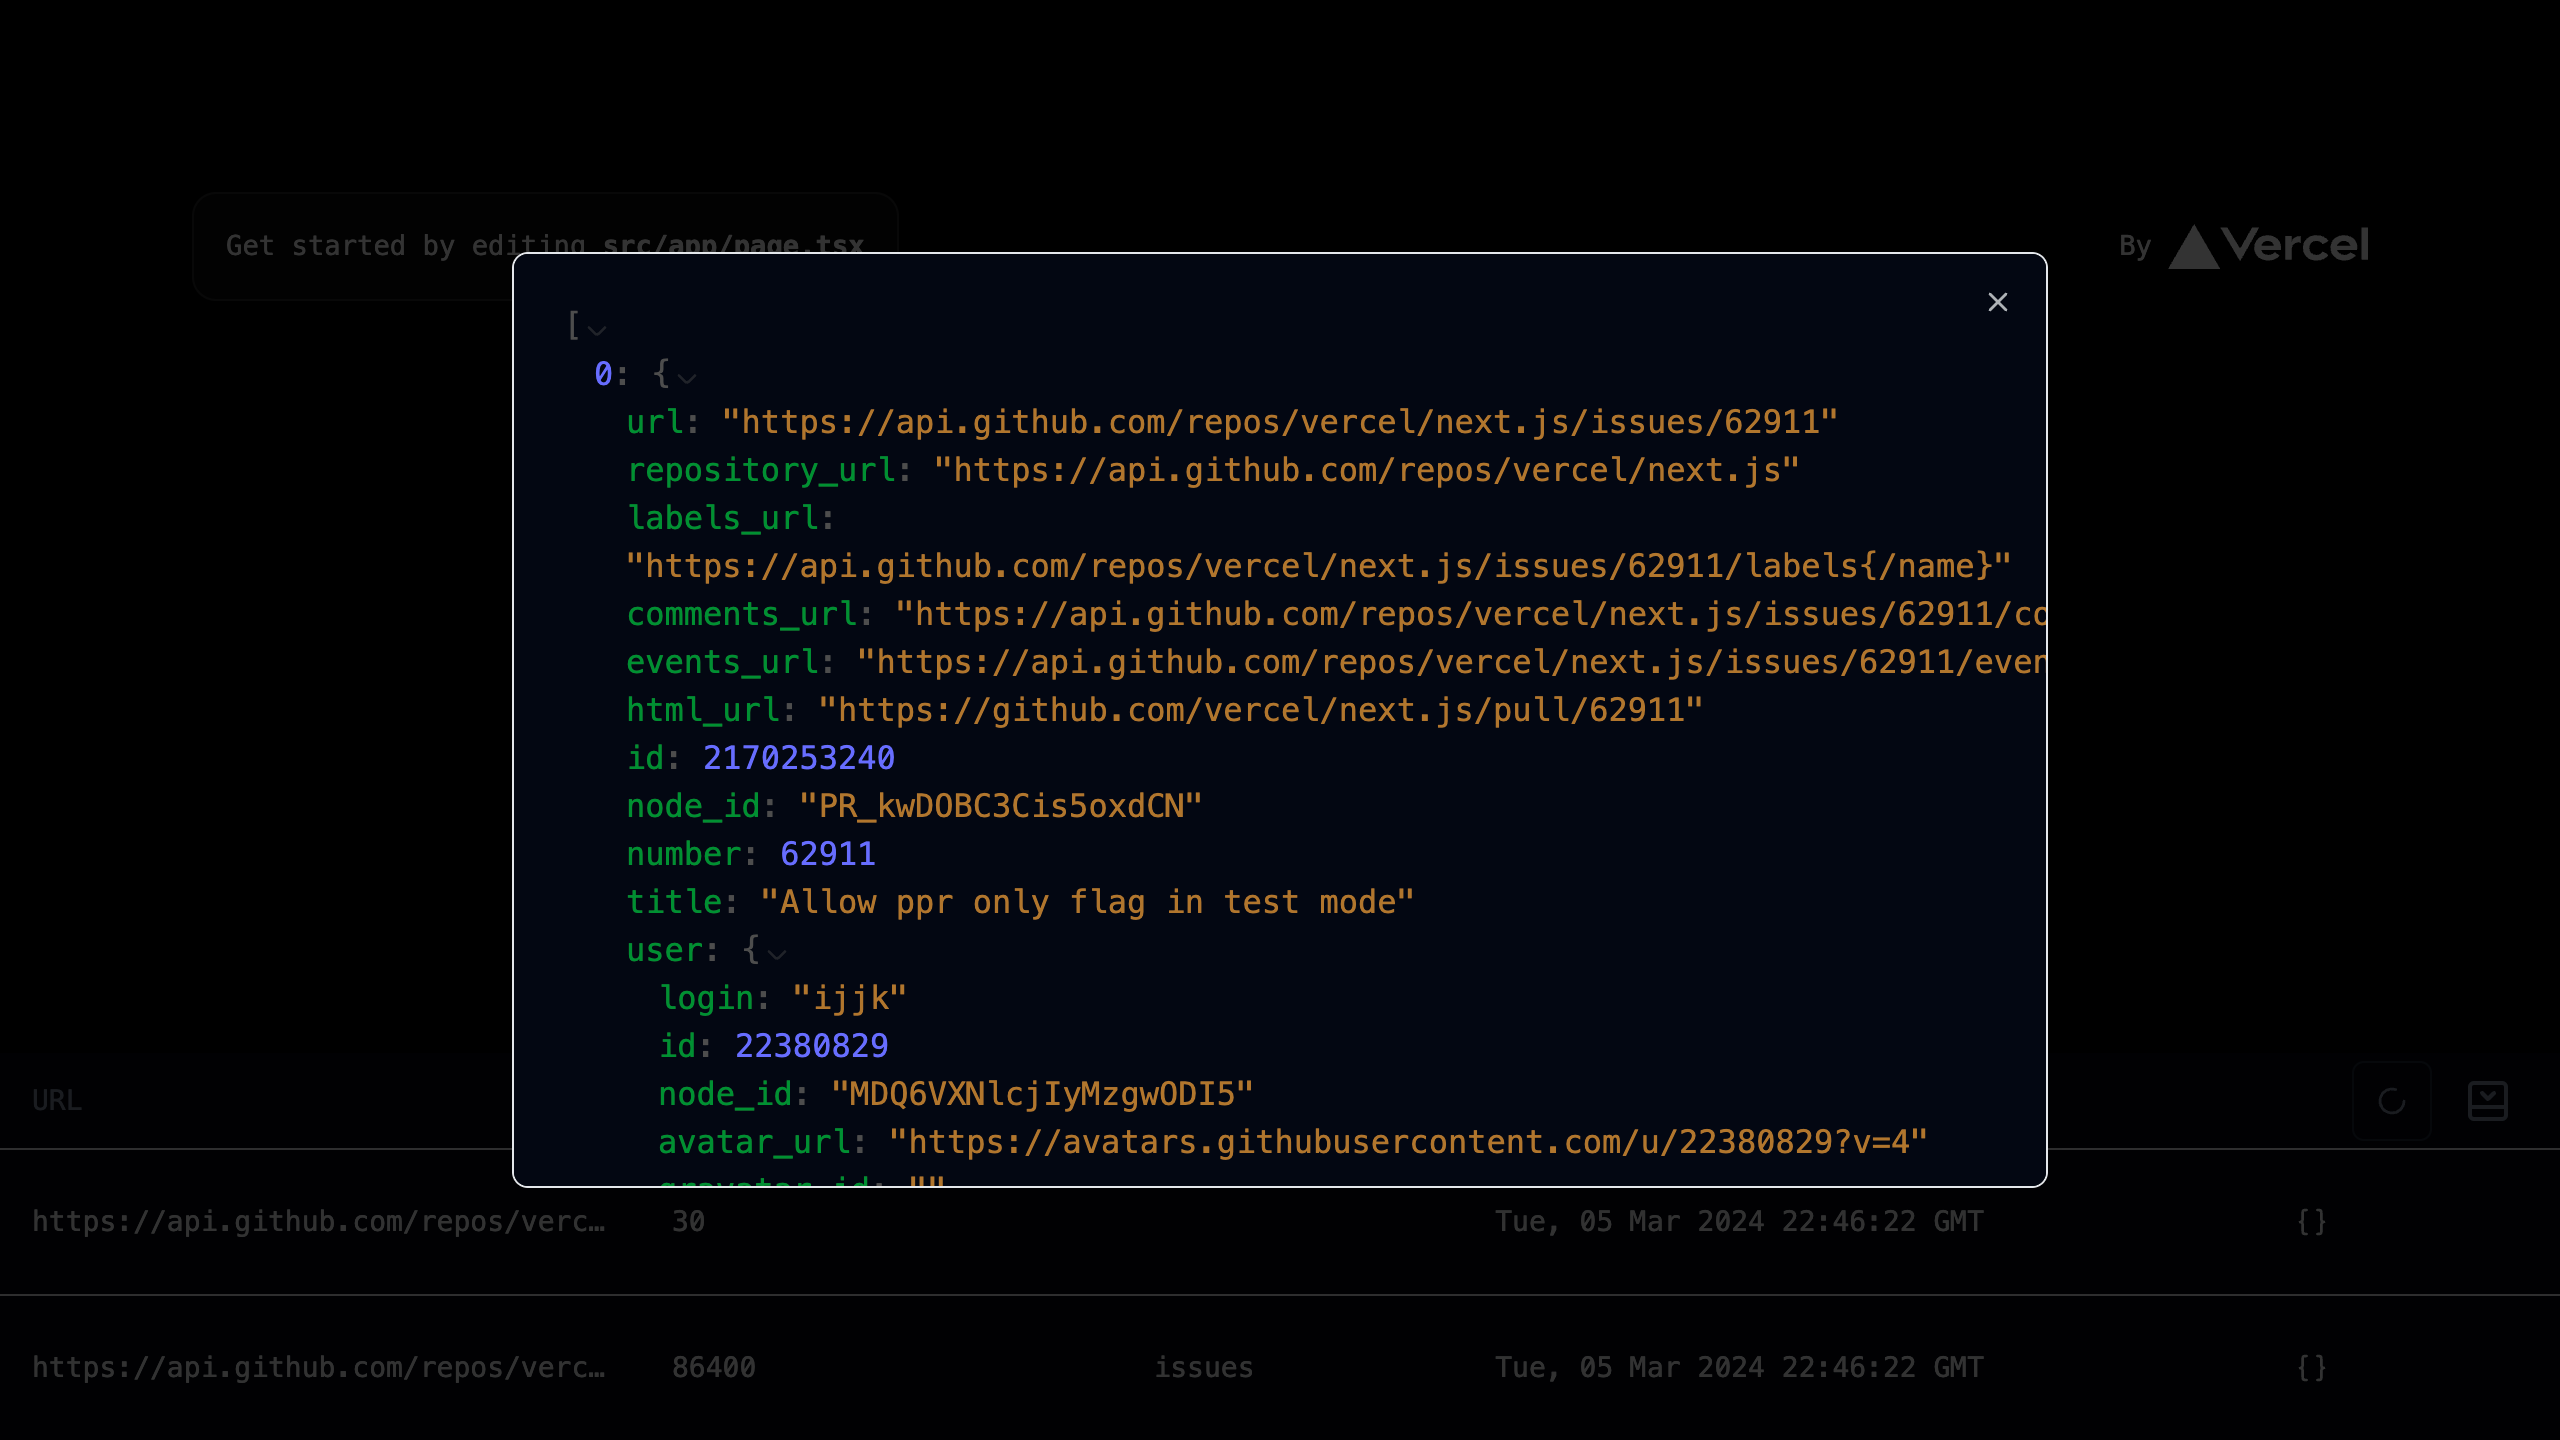 Get started by editing src/app/page.tsx
By Vercel
[
0: {
url: "https://api.github.com/repos/vercel/next.js/issues/62911"
repository_url: "https://api.github.com/repos/vercel/next.js"
labels_url:
"https://api.github.com/repos/vercel/next.js/issues/62911/labels{/name}"
comments_url: "https://api.github.com/repos/vercel/next.js/issues/62911/co
events_url: "https://api.github.com/repos/vercel/next.js/issues/62911/even
html_url: "https://github.com/vercel/next.js/pull/62911"
id: 2170253240
node_id: "PR_kwDOBC3Cis5oxdCN"
number: 62911
title: "Allow ppr only flag in test mode"
user: {
login: "ijjk"
id: 22380829
node_id: "MDQ6VXNlcjIyMzgwODI5"
avatar_url: "https://avatars.githubusercontent.com/u/22380829?v=4"
gravatar_id: ""
URL
https://api.github.com/repos/verc… 30 Tue, 05 Mar 2024 22:46:22 GMT {}
https://api.github.com/repos/verc… 86400 issues Tue, 05 Mar 2024 22:46:22 GMT {}